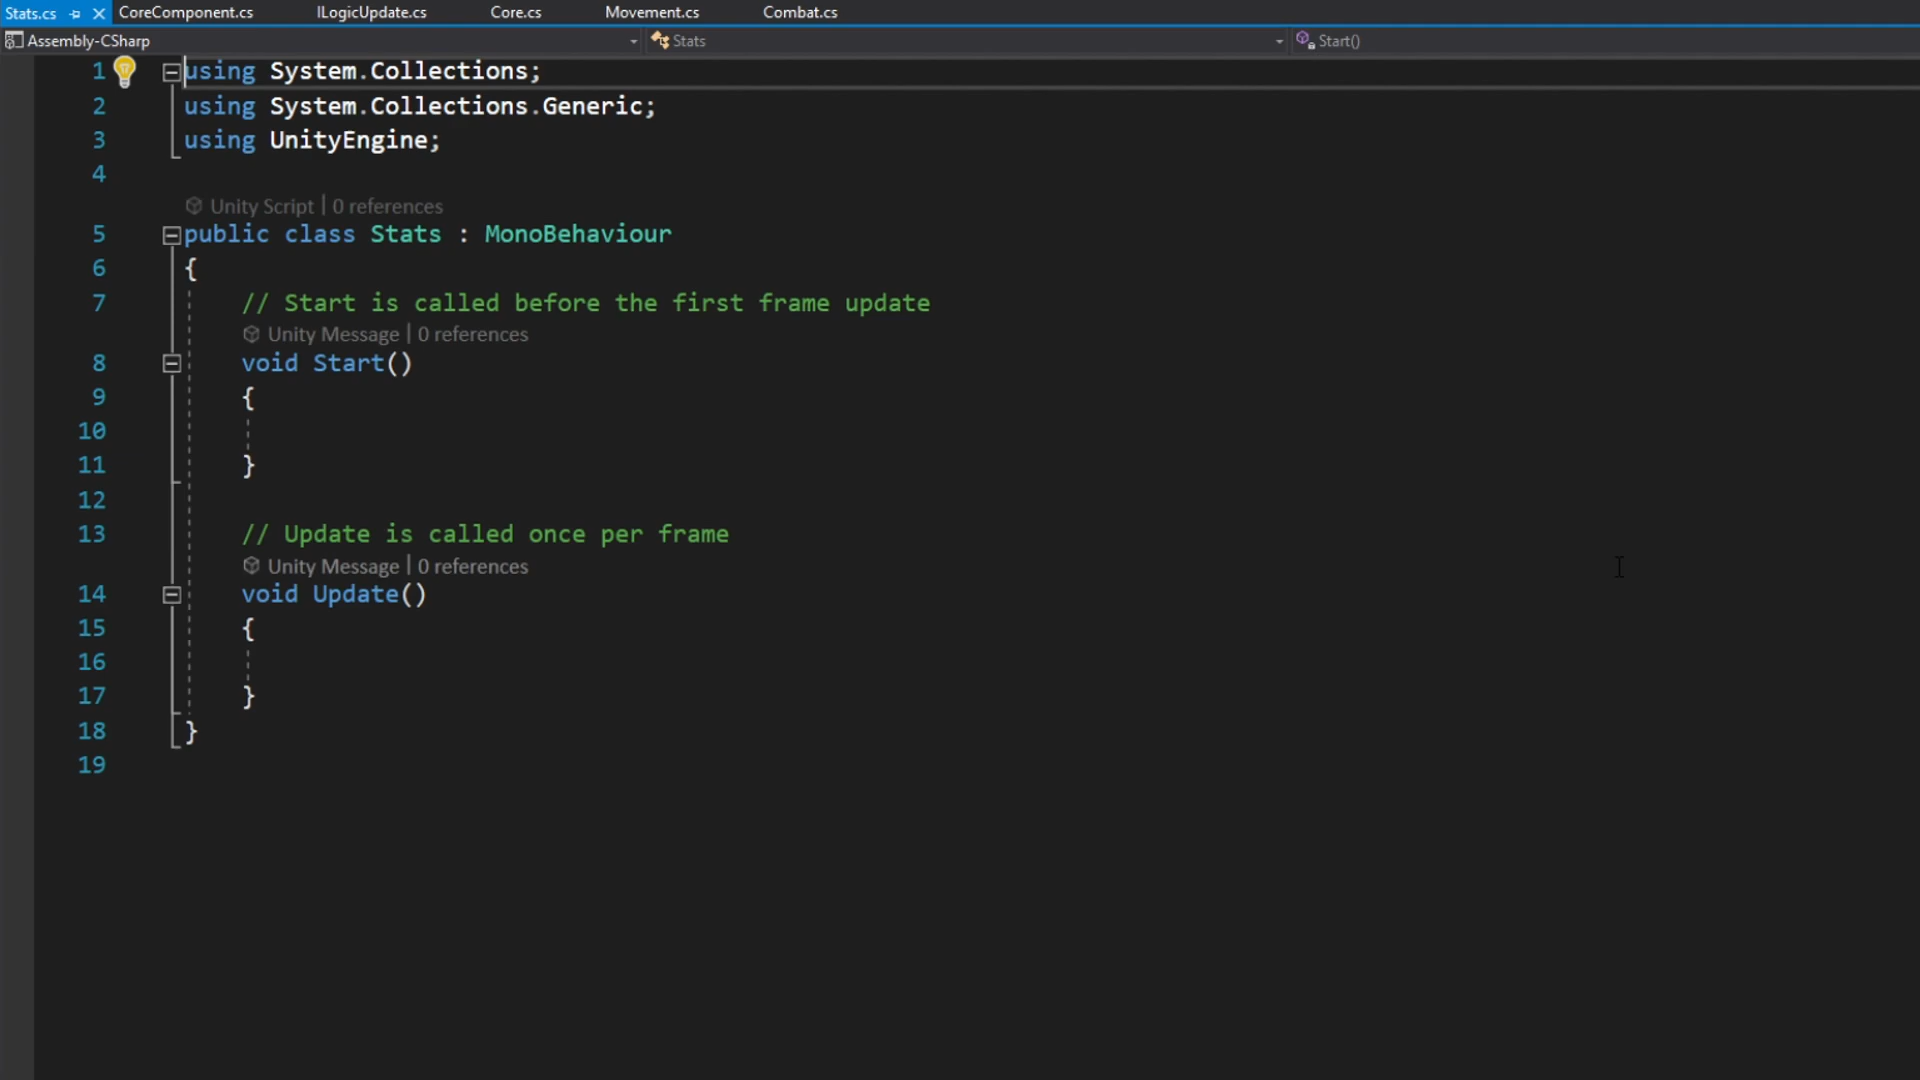 Stats.cs CoreComponent.cs ILogicUpdate.cs Core.cs Movement.cs Combat.cs
Assembly-CSharp Stats Start()
1 using System.Collections;
2 using System.Collections.Generic;
3 using UnityEngine;
4
Unity Script | 0 references
5 public class Stats : MonoBehaviour
6 {
7 // Start is called before the first frame update
Unity Message | 0 references
8 void Start()
9 {
10
11 }
12
13 // Update is called once per frame
Unity Message | 0 references
14 void Update()
15 {
16
17 }
18 }
19